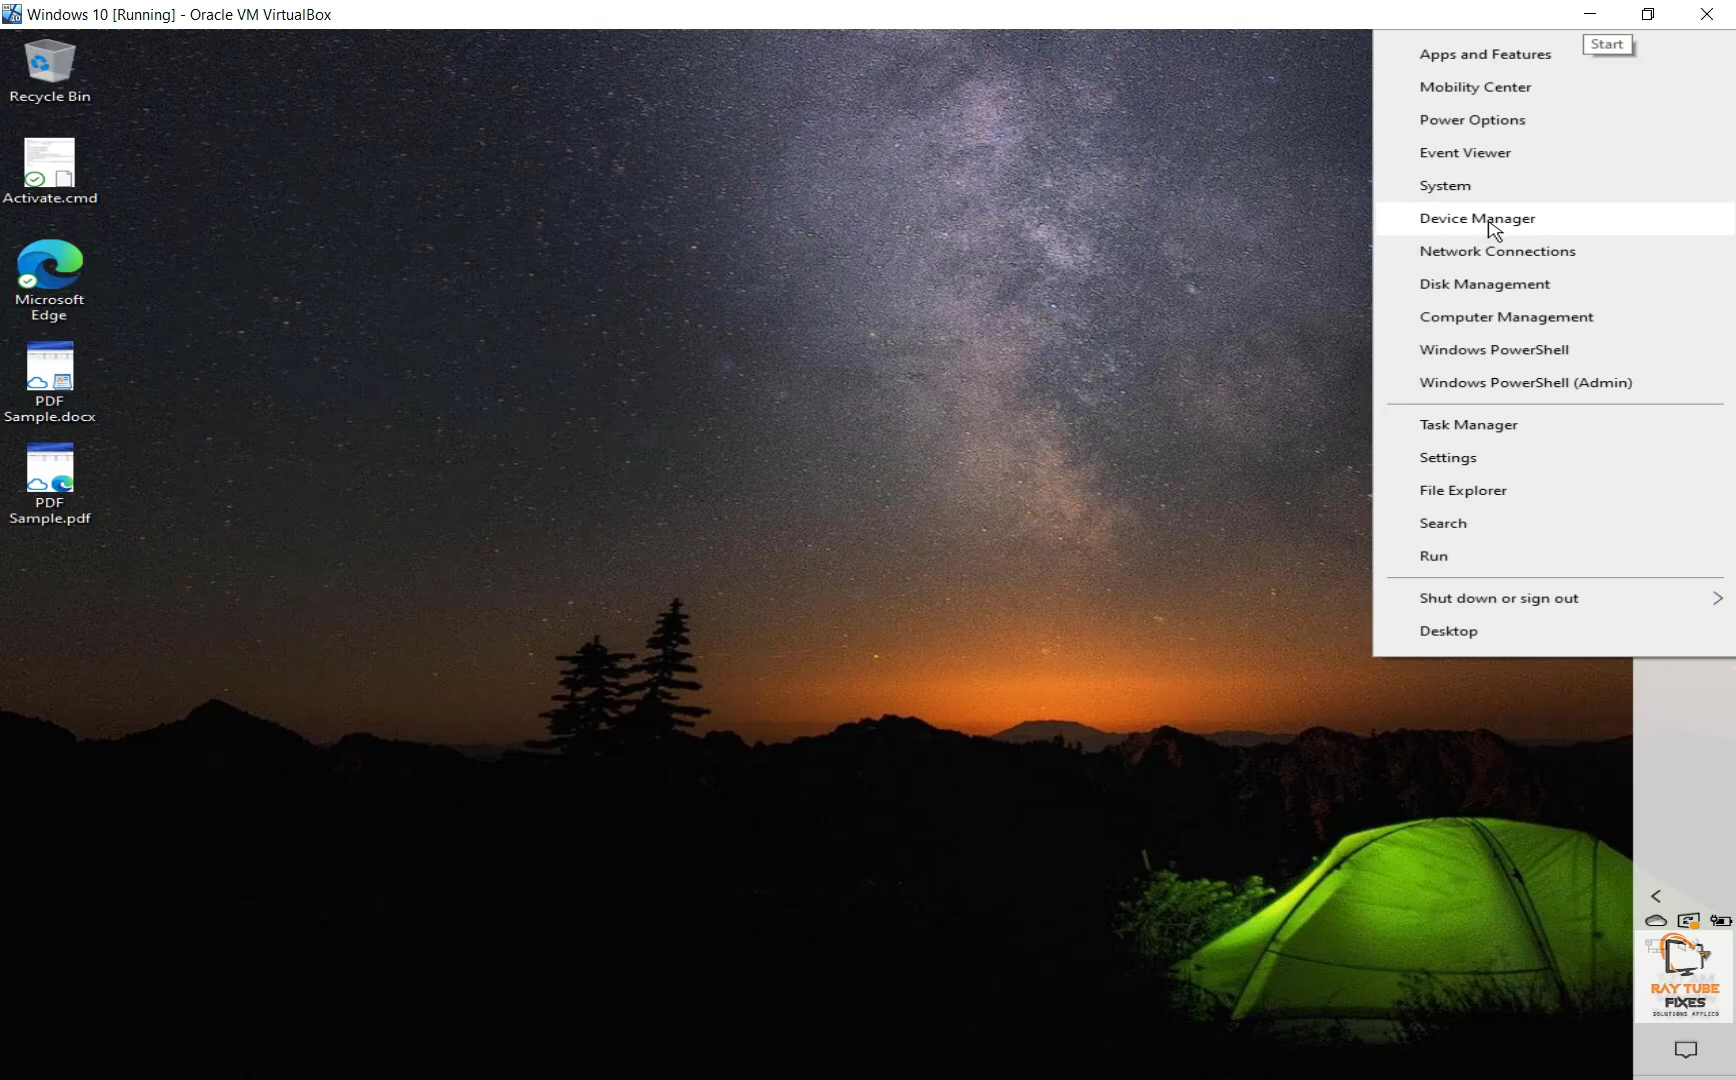 Windows 10 [Running] - Oracle VM VirtualBox
Recycle Bin
Activate.cmd
Microsoft
Edge
PDF
Sample.docx
PDF
Sample.pdf
Start
Apps and Features
Mobility Center
Power Options
Event Viewer
System
Device Manager
Network Connections
Disk Management
Computer Management
Windows PowerShell
Windows PowerShell (Admin)
Task Manager
Settings
File Explorer
Search
Run
Shut down or sign out
Desktop
RAY TUBE
FIXES
SOLUTIONS APPLIED